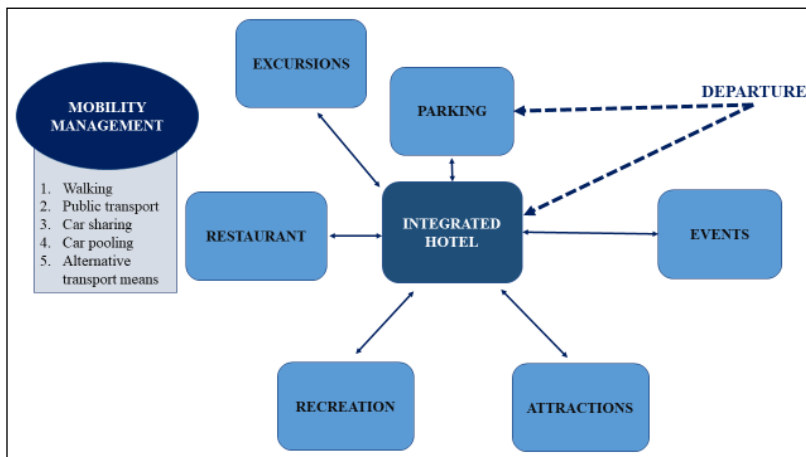 EXCURSIONS
MOBILITY
MANAGEMENT
PARKING
DEPARTURE
1. Walking
2. Public transport
3. Car sharing
4. Car pooling
5. Alternative
transport means
RESTAURANT
INTEGRATED
HOTEL
EVENTS
RECREATION
ATTRACTIONS